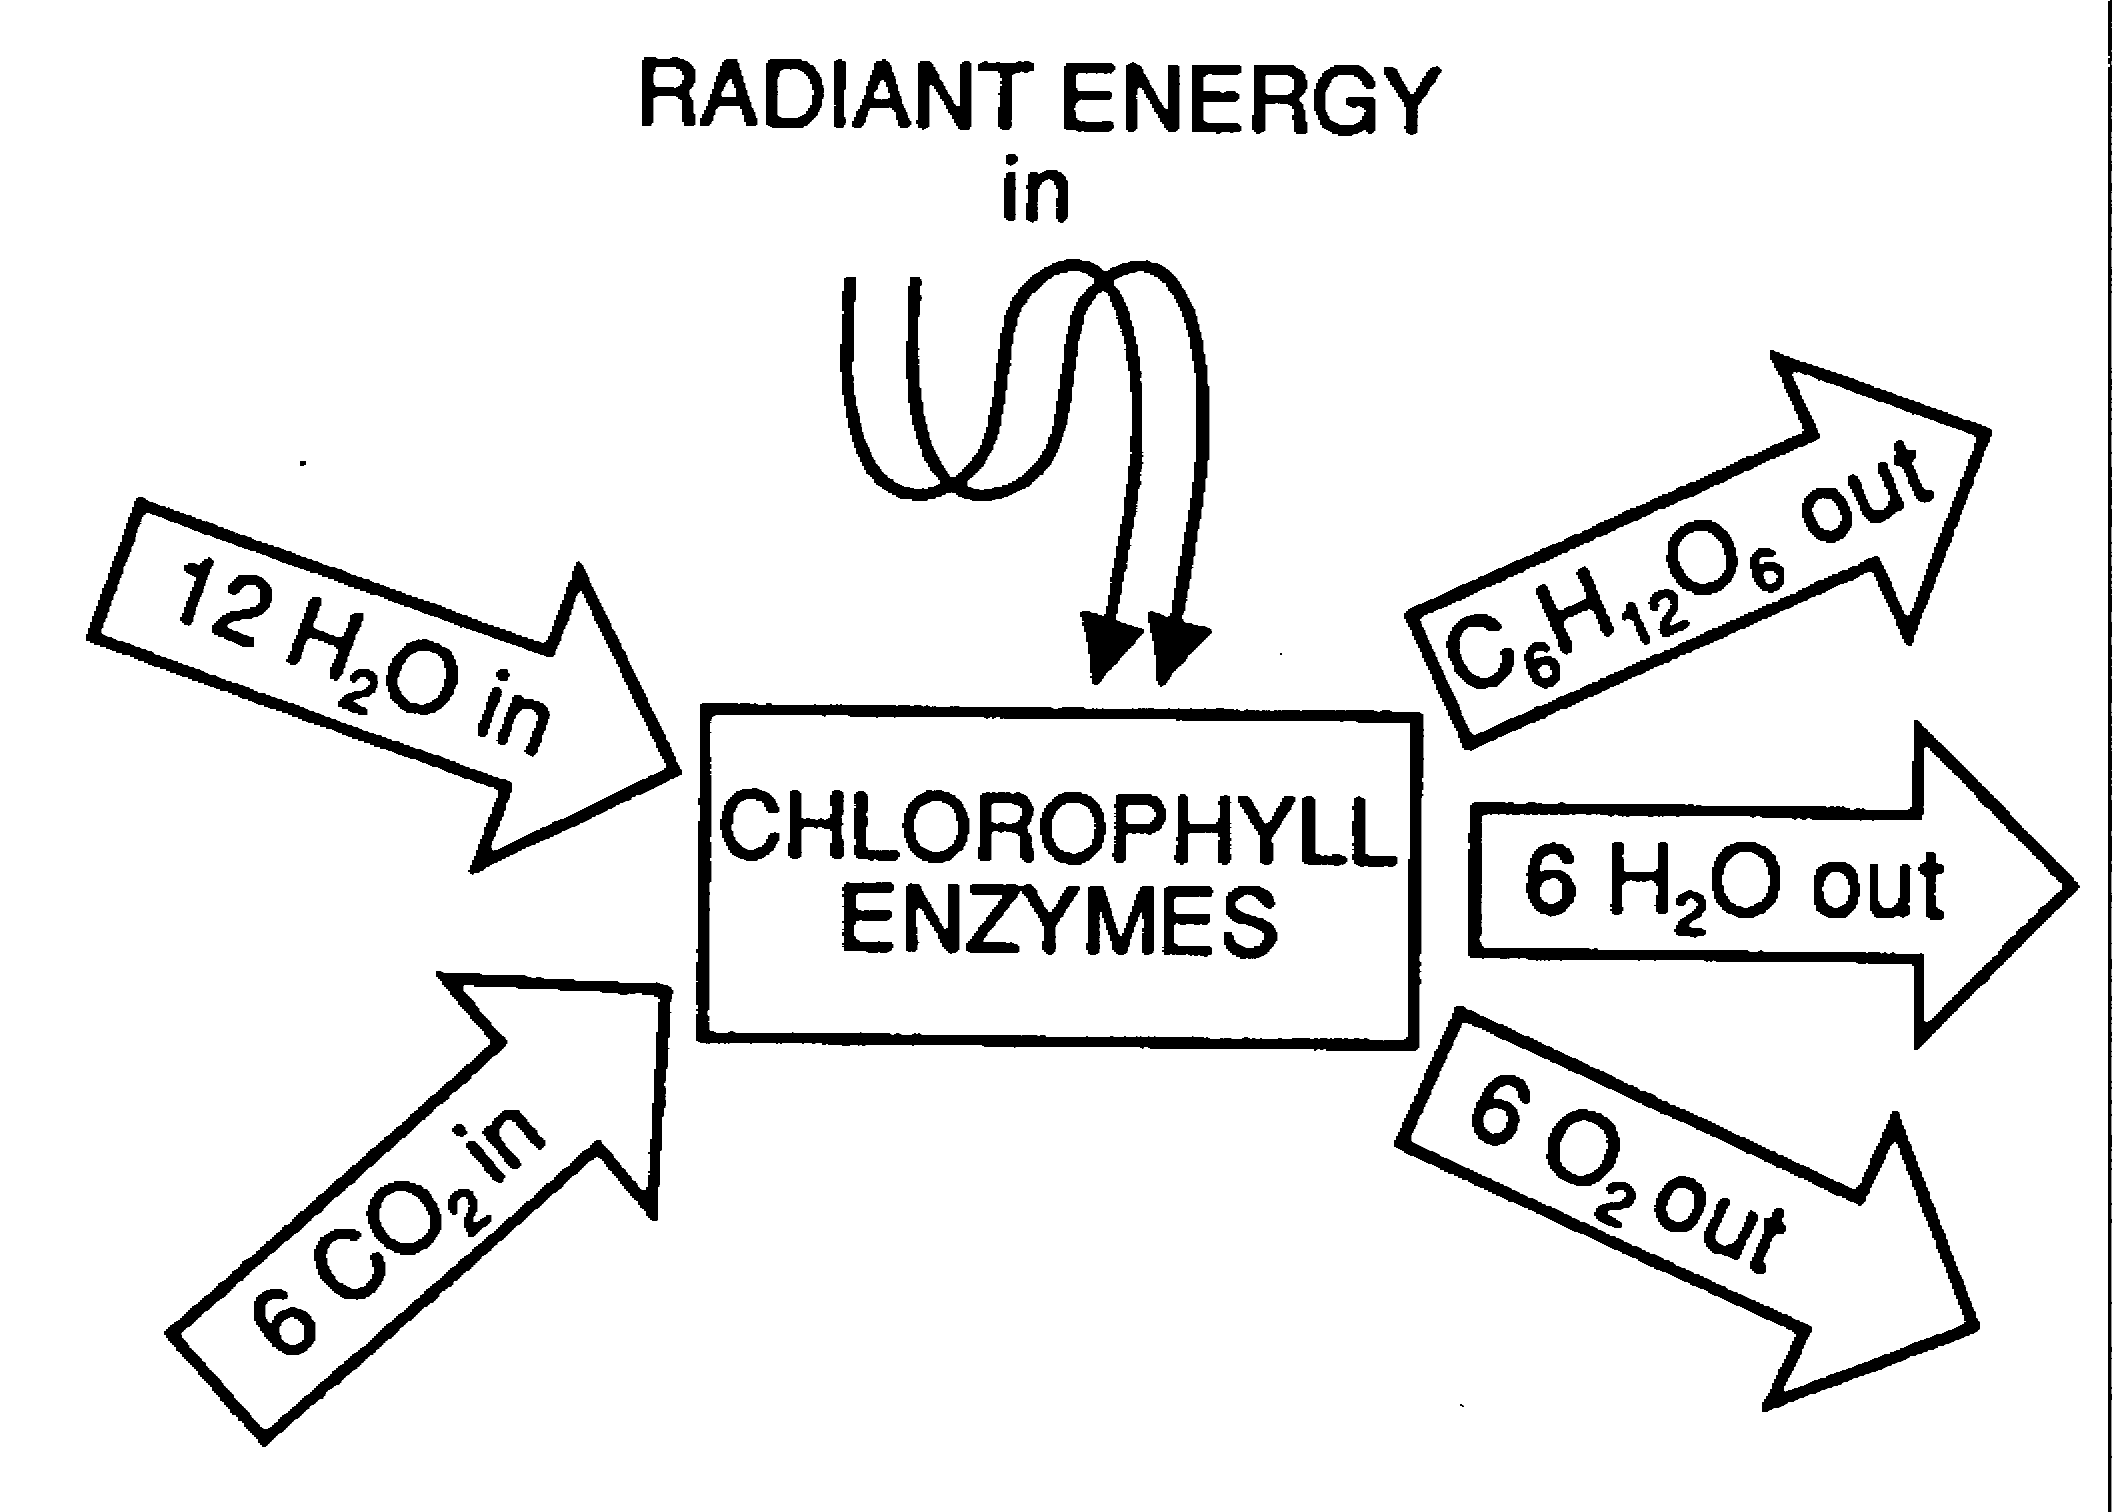 RADIANT ENERGY
in
12 H₂O in
6 CO₂ in
CHLOROPHYLL
ENZYMES
C₆H₁₂O₆ out
6 H₂O out
6 O₂ out